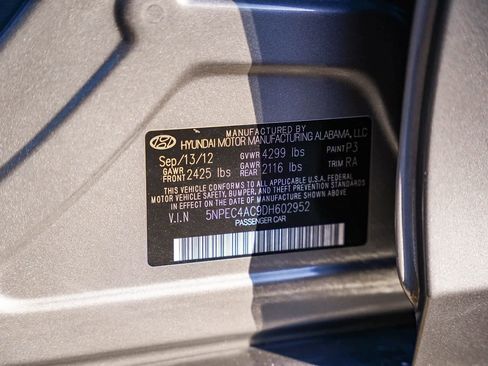 MANUFACTURED BY
HYUNDAI MOTOR MANUFACTURING ALABAMA, LLC
Sep/13/12 GVWR 4299 lbs PAINT P3
GAWR FRONT 2425 lbs GAWR REAR 2116 lbs TRIM RA
THIS VEHICLE CONFORMS TO ALL APPLICABLE U.S.A. FEDERAL
MOTOR VEHICLE SAFETY, BUMPER, AND THEFT PREVENTION
STANDARDS IN EFFECT ON THE DATE OF MANUFACTURE SHOWN ABOVE
V.I.N 5NPEC4AC9DH602952
PASSENGER CAR